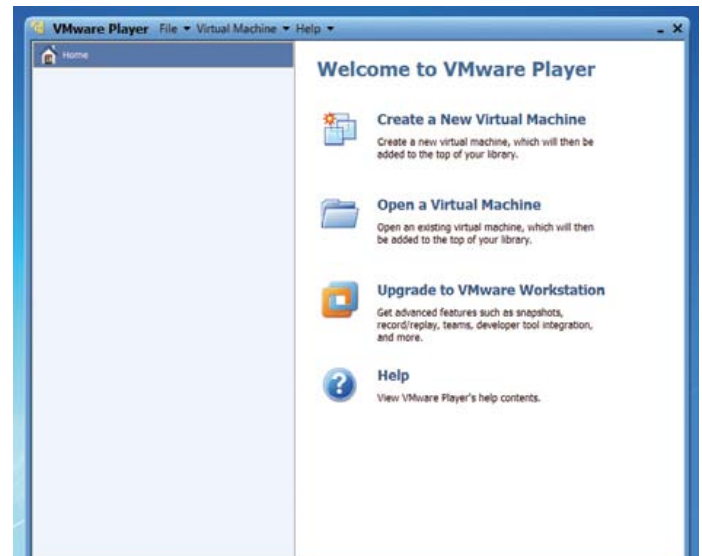 VMware Player File Virtual Machine Help
Home
Welcome to VMware Player
Create a New Virtual Machine
Create a new virtual machine, which will then be
added to the top of your library.
Open a Virtual Machine
Open an existing virtual machine, which will then
be added to the top of your library.
Upgrade to VMware Workstation
Get advanced features such as snapshots,
record/replay, teams, developer tool integration,
and more.
Help
View VMware Player's help contents.